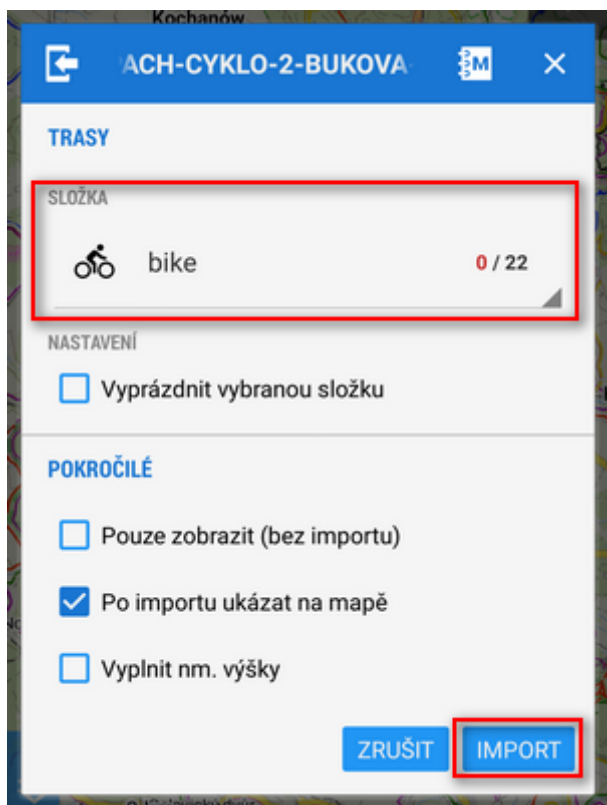 Kochanów
ACH-CYKLO-2-BUKOVA
M
TRASY
SLOŽKA
bike
0 / 22
NASTAVENÍ
Vyprázdnit vybranou složku
POKROČILÉ
Pouze zobrazit (bez importu)
Po importu ukázat na mapě
Vyplnit nm. výšky
ZRUŠIT
IMPORT